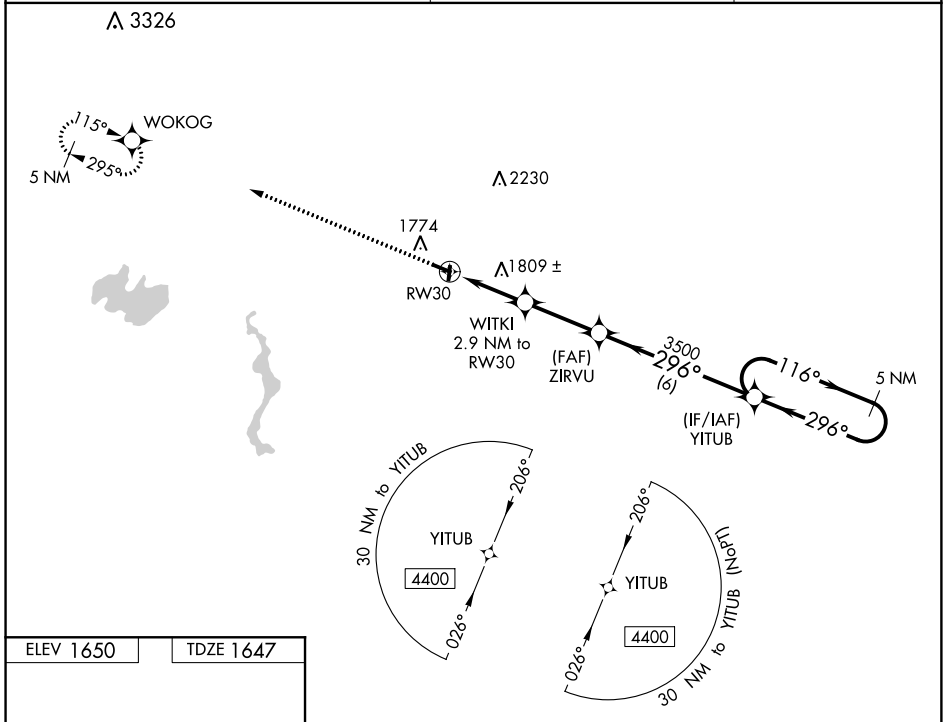 3326
WOKOG
115°
295°
5 NM
2230
1774
1809 ±
RW30
WITKI
2.9 NM to
RW30
(FAF)
ZIRVU
3500
296°
(6)
116°
5 NM
296°
(IF/IAF)
YITUB
30 NM to YITUB
206°
YITUB
4400
026°
206°
YITUB
4400
026°
30 NM to YITUB (NoPT)
ELEV 1650
TDZE 1647